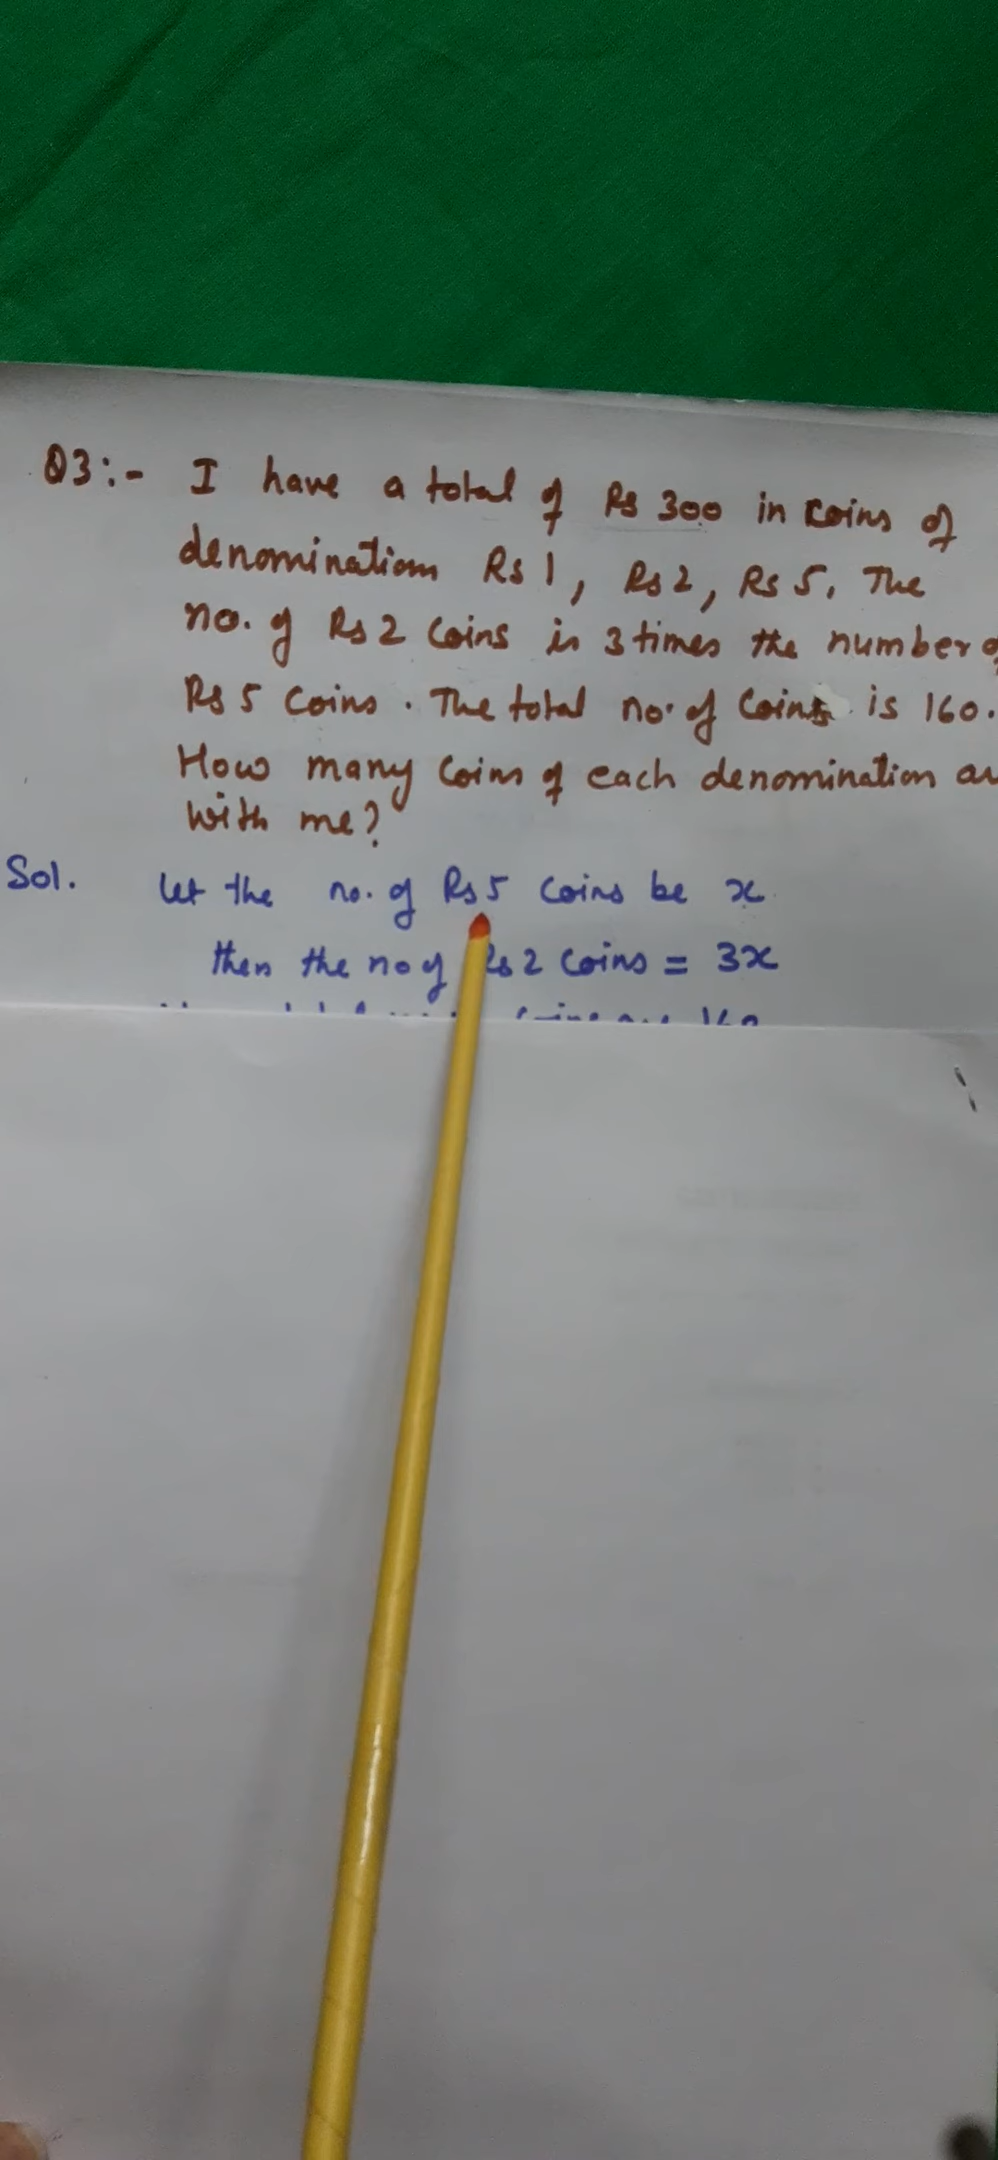 Q3:- I have a total of Rs 300 in coins of
denominations Rs 1, Rs 2, Rs 5. The
no. of Rs 2 Coins is 3 times the number
Rs 5 Coins. The total no. of Coins is 160.
How many Coins of each denomination
with me?
Sol. Let the no. of Rs 5 Coins be x
then the no of Rs 2 Coins = 3x